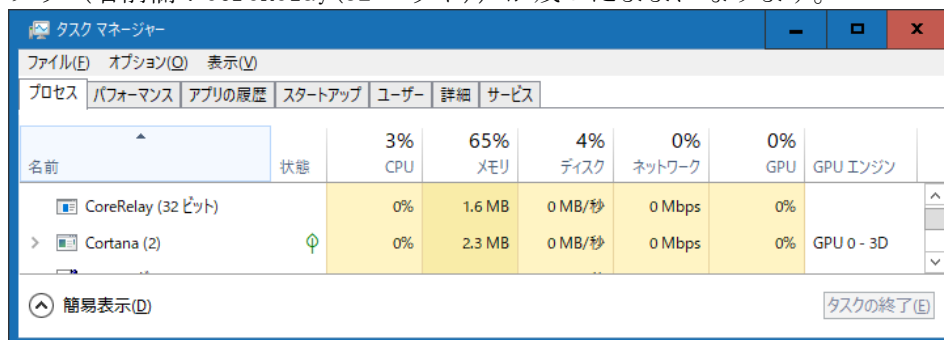 タスク マネージャー
ファイル(F) オプション(O) 表示(V)
プロセス パフォーマンス アプリの履歴 スタートアップ ユーザー 詳細 サービス
3% 65% 4% 0% 0%
名前 状態 CPU メモリ ディスク ネットワーク GPU GPU エンジン
CoreRelay (32 ビット) 0% 1.6 MB 0 MB/秒 0 Mbps 0%
Cortana (2) 0% 2.3 MB 0 MB/秒 0 Mbps 0% GPU 0 - 3D
簡易表示(D) タスクの終了(E)